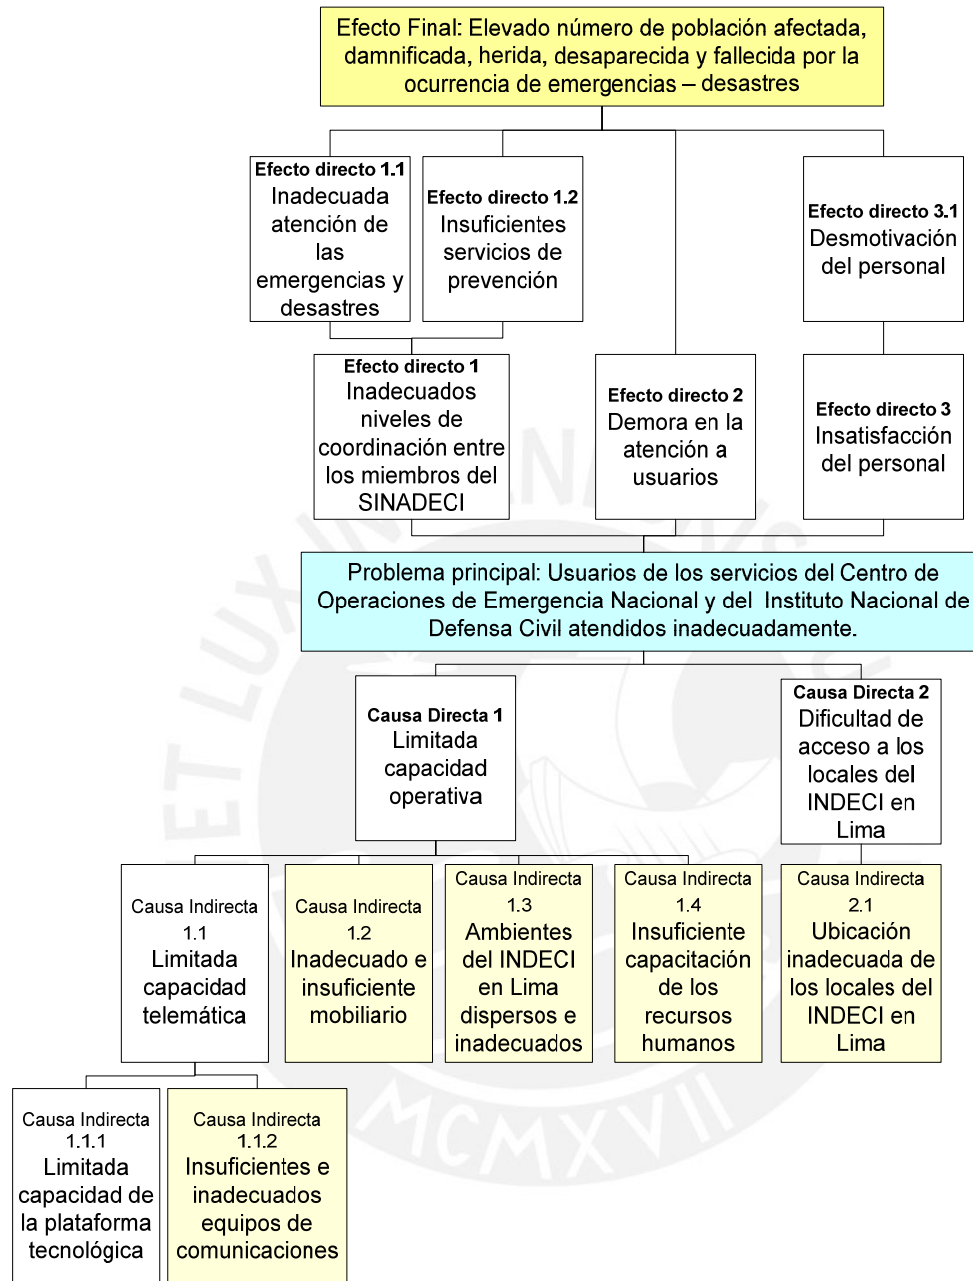 Efecto Final: Elevado número de población afectada,
damnificada, herida, desaparecida y fallecida por la
ocurrencia de emergencias – desastres
Efecto directo 1.1
Inadecuada
atención de
las
emergencias y
desastres
Efecto directo 1.2
Insuficientes
servicios de
prevención
Efecto directo 3.1
Desmotivación
del personal
Efecto directo 1
Inadecuados
niveles de
coordinación entre
los miembros del
SINADECI
Efecto directo 2
Demora en la
atención a
usuarios
Efecto directo 3
Insatisfacción
del personal
Problema principal: Usuarios de los servicios del Centro de
Operaciones de Emergencia Nacional y del Instituto Nacional de
Defensa Civil atendidos inadecuadamente.
Causa Directa 1
Limitada
capacidad
operativa
Causa Directa 2
Dificultad de
acceso a los
locales del
INDECI en
Lima
Causa Indirecta
1.1
Limitada
capacidad
telemática
Causa Indirecta
1.2
Inadecuado e
insuficiente
mobiliario
Causa Indirecta
1.3
Ambientes
del INDECI
en Lima
dispersos e
inadecuados
Causa Indirecta
1.4
Insuficiente
capacitación
de los
recursos
humanos
Causa Indirecta
2.1
Ubicación
inadecuada de
los locales del
INDECI en
Lima
Causa Indirecta
1.1.1
Limitada
capacidad de
la plataforma
tecnológica
Causa Indirecta
1.1.2
Insuficientes e
inadecuados
equipos de
comunicaciones
ET LUX IN
MCMXVII